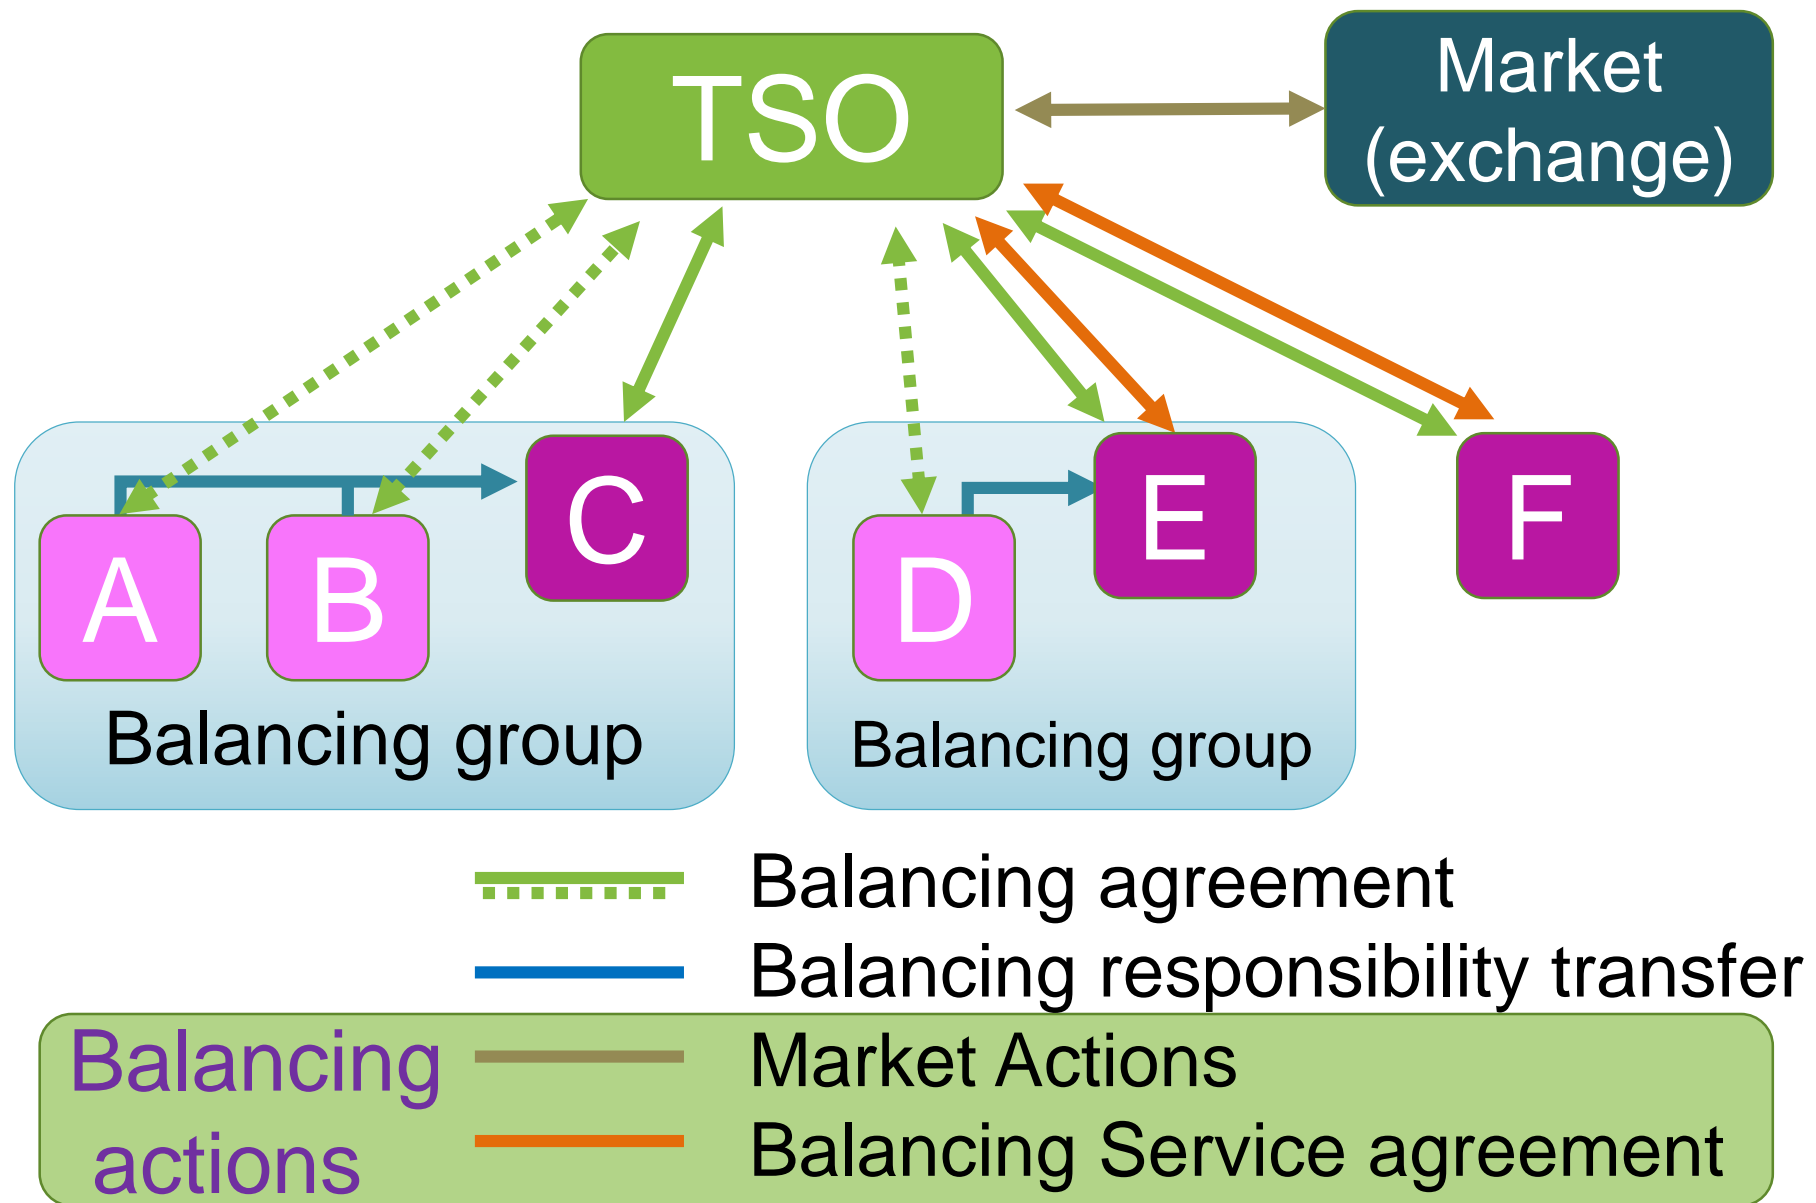 TSO
Market
(exchange)
A
B
C
D
E
F
Balancing group
Balancing group
Balancing agreement
Balancing responsibility transfer
Balancing
actions
Market Actions
Balancing Service agreement